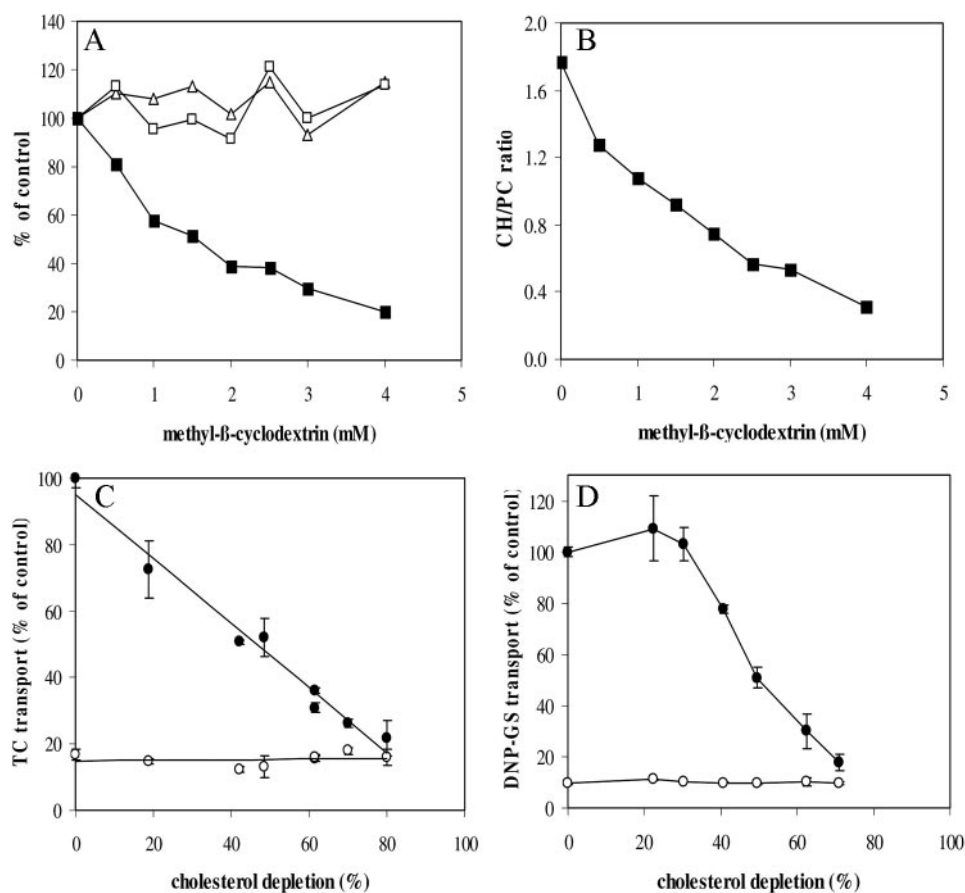 A
140
120
100
80
60
40
20
0
% of control
0 1 2 3 4 5
methyl-ß-cyclodextrin (mM)
B
2.0
1.6
1.2
0.8
0.4
0.0
CH/PC ratio
0 1 2 3 4 5
methyl-ß-cyclodextrin (mM)
C
100
80
60
40
20
0
TC transport (% of control)
0 20 40 60 80 100
cholesterol depletion (%)
D
120
100
80
60
40
20
0
DNP-GS transport (% of control)
0 20 40 60 80 100
cholesterol depletion (%)